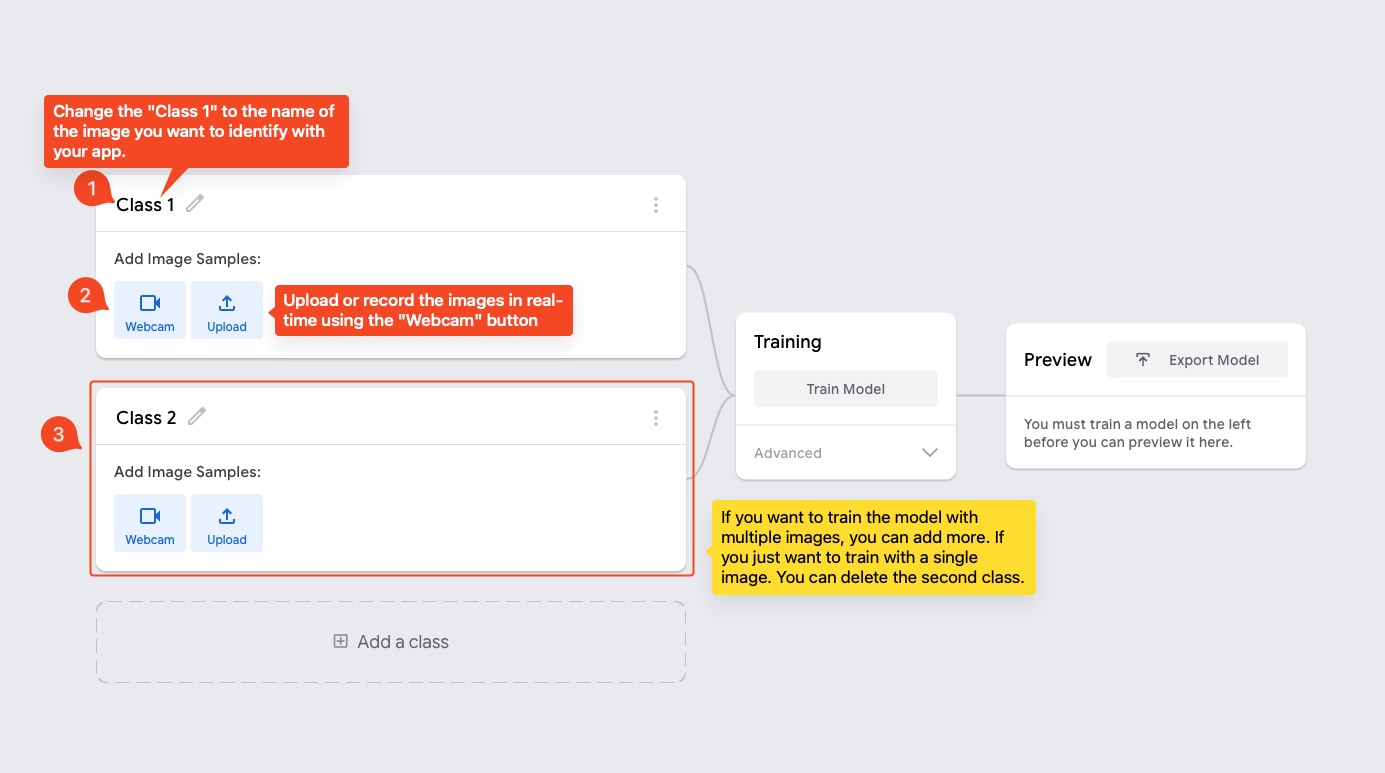 Change the "Class 1" to the name of
the image you want to identify with
your app.
1
Class 1
Add Image Samples:
2
Webcam
Upload
Upload or record the images in real-
time using the "Webcam" button
3
Class 2
Add Image Samples:
Webcam
Upload
Add a class
Training
Train Model
Advanced
If you want to train the model with
multiple images, you can add more. If
you just want to train with a single
image. You can delete the second class.
Preview
Export Model
You must train a model on the left
before you can preview it here.